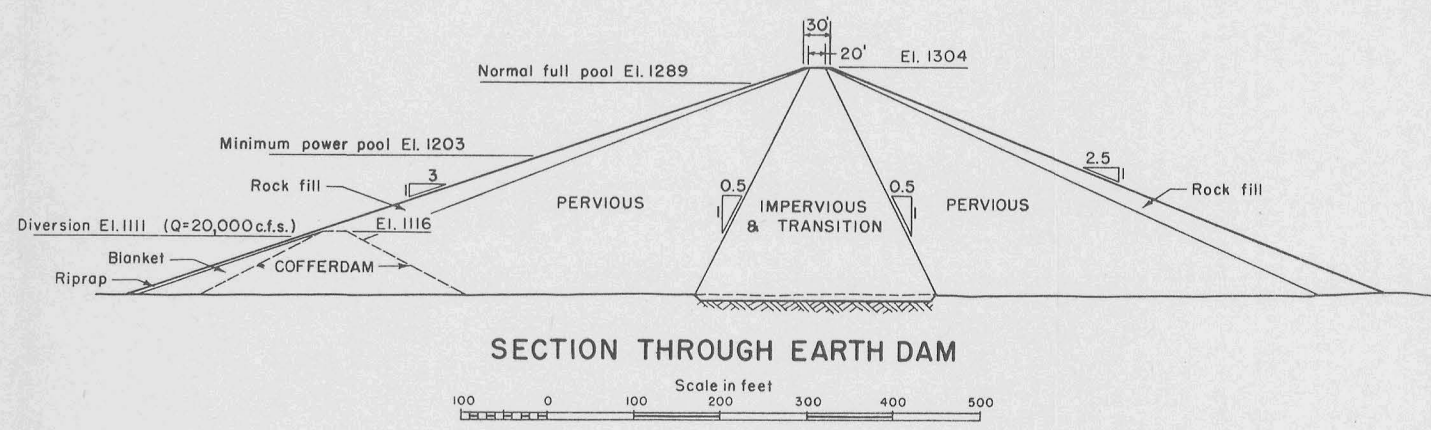 30'
20'
El. 1304
Normal full pool El. 1289
Minimum power pool El. 1203
2.5
1
3
1
Rock fill
0.5
1
0.5
1
Rock fill
PERVIOUS
IMPERVIOUS
& TRANSITION
PERVIOUS
Diversion El. 1111 (Q=20,000 c.f.s.)
El. 1116
Blanket
COFFERDAM
Riprap
SECTION THROUGH EARTH DAM
Scale in feet
100 0 100 200 300 400 500